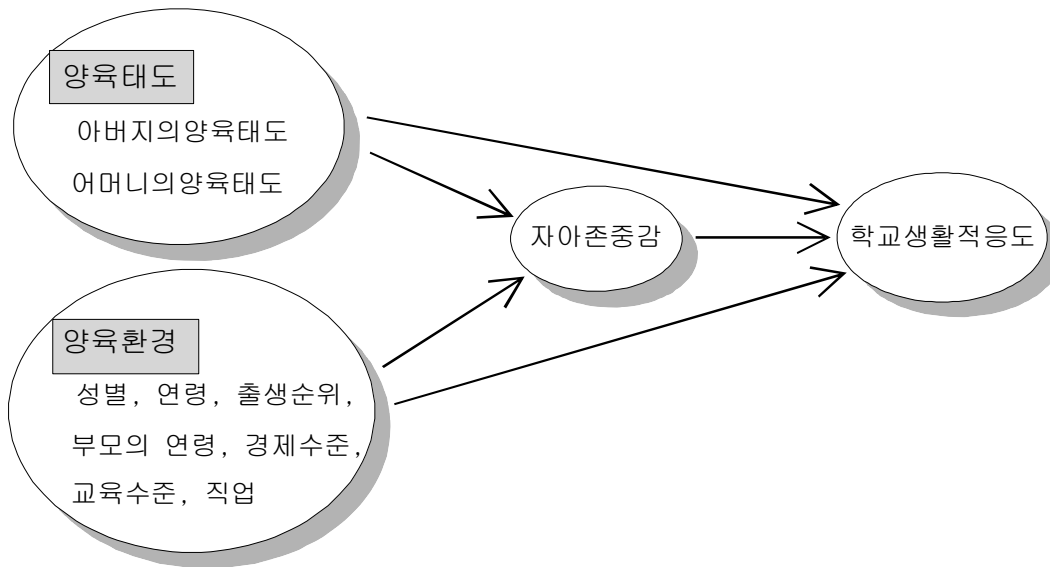 양육태도
아버지의양육태도
어머니의양육태도
자아존중감
학교생활적응도
양육환경
성별, 연령, 출생순위,
부모의 연령, 경제수준,
교육수준, 직업